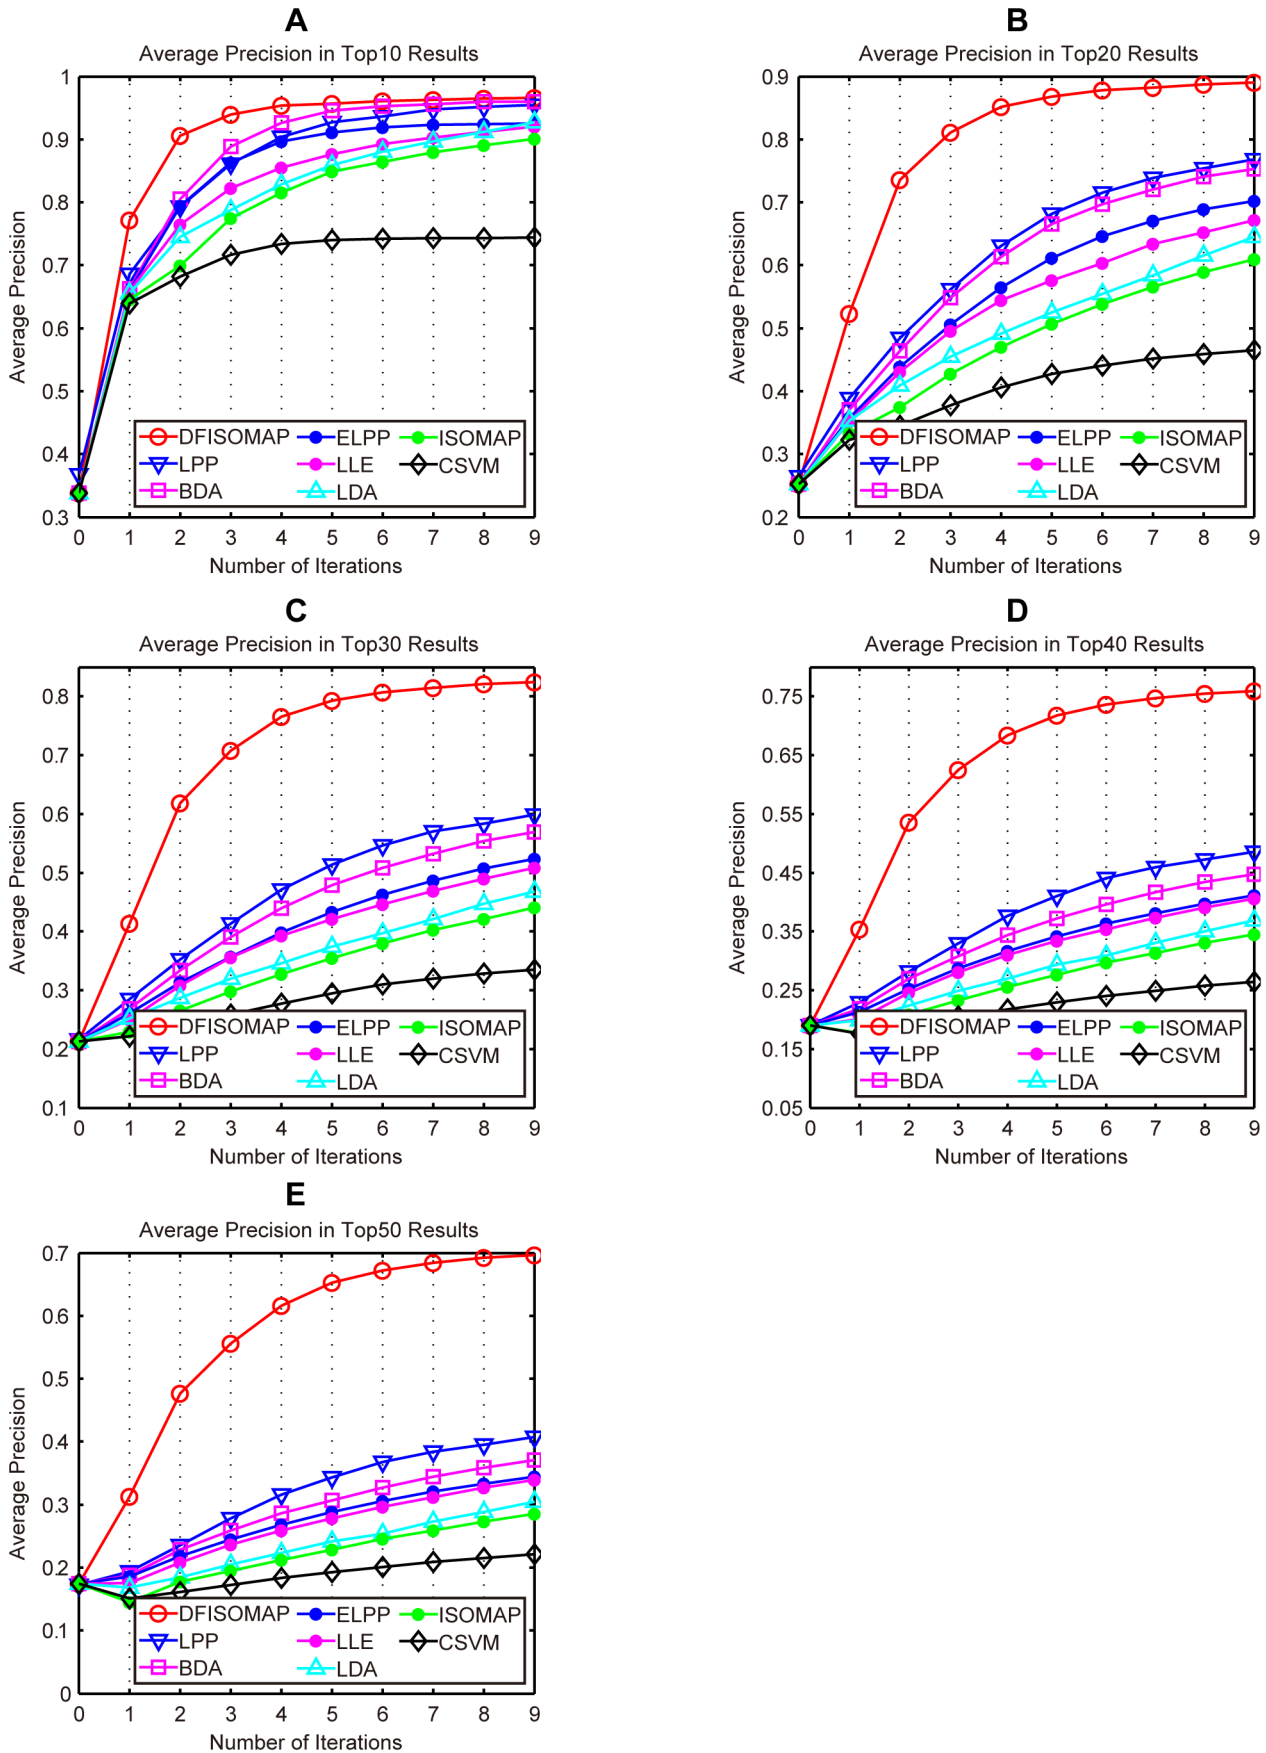 A
Average Precision in Top10 Results
1
0.9
0.8
0.7
0.6
0.5
0.4
0.3
Average Precision
DFISOMAP ELPP ISOMAP
LPP LLE CSVM
BDA LDA
0 1 2 3 4 5 6 7 8 9
Number of Iterations
B
Average Precision in Top20 Results
0.9
0.8
0.7
0.6
0.5
0.4
0.3
0.2
Average Precision
DFISOMAP ELPP ISOMAP
LPP LLE CSVM
BDA LDA
0 1 2 3 4 5 6 7 8 9
Number of Iterations
C
Average Precision in Top30 Results
0.8
0.7
0.6
0.5
0.4
0.3
0.2
0.1
Average Precision
DFISOMAP ELPP ISOMAP
LPP LLE CSVM
BDA LDA
0 1 2 3 4 5 6 7 8 9
Number of Iterations
D
Average Precision in Top40 Results
0.75
0.65
0.55
0.45
0.35
0.25
0.15
0.05
Average Precision
DFISOMAP ELPP ISOMAP
LPP LLE CSVM
BDA LDA
0 1 2 3 4 5 6 7 8 9
Number of Iterations
E
Average Precision in Top50 Results
0.7
0.6
0.5
0.4
0.3
0.2
0.1
0
Average Precision
DFISOMAP ELPP ISOMAP
LPP LLE CSVM
BDA LDA
0 1 2 3 4 5 6 7 8 9
Number of Iterations